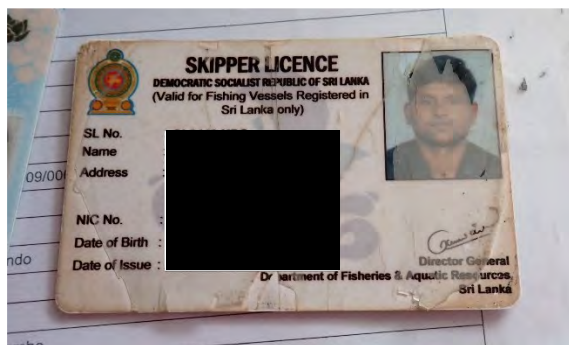 SKIPPER LICENCE
DEMOCRATIC SOCIALIST REPUBLIC OF SRI LANKA
(Valid for Fishing Vessels Registered in
Sri Lanka only)
SL No.
Name
Address :
09/00
NIC No. :
Date of Birth :
ndo
Date of Issue :
Director General
Department of Fisheries & Aquatic Resources,
Sri Lanka